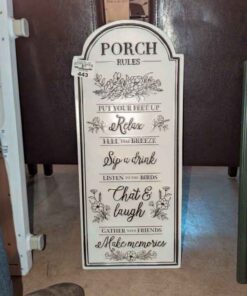 PORCH
RULES
443
PUT YOUR FEET UP
Relax
FEEL THE BREEZE
Sip a drink
LISTEN TO THE BIRDS
Chat &
laugh
GATHER WITH FRIENDS
Make memories